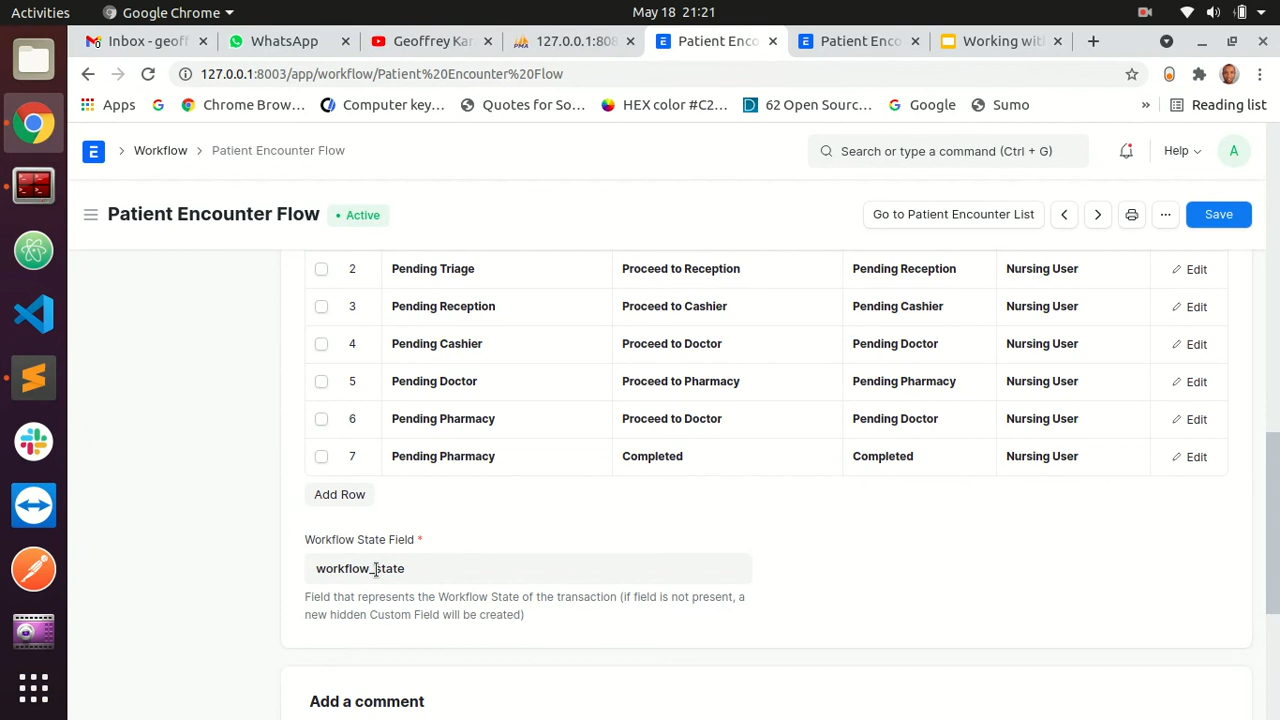 Activities Google Chrome May 18 21:21
Inbox - geoff WhatsApp Geoffrey Kar 127.0.0.1:808 Patient Enco Patient Enco Working wit
127.0.0.1:8003/app/workflow/Patient%20Encounter%20Flow
Apps Chrome Brow... Computer key... Quotes for So... HEX color #C2... 62 Open Sourc... Google Sumo » Reading list
E Workflow Patient Encounter Flow Search or type a command (Ctrl + G) Help A
Patient Encounter Flow Active Go to Patient Encounter List ... Save
2 Pending Triage Proceed to Reception Pending Reception Nursing User Edit
3 Pending Reception Proceed to Cashier Pending Cashier Nursing User Edit
4 Pending Cashier Proceed to Doctor Pending Doctor Nursing User Edit
5 Pending Doctor Proceed to Pharmacy Pending Pharmacy Nursing User Edit
6 Pending Pharmacy Proceed to Doctor Pending Doctor Nursing User Edit
7 Pending Pharmacy Completed Completed Nursing User Edit
Add Row
Workflow State Field *
workflow_state
Field that represents the Workflow State of the transaction (if field is not present, a
new hidden Custom Field will be created)
Add a comment